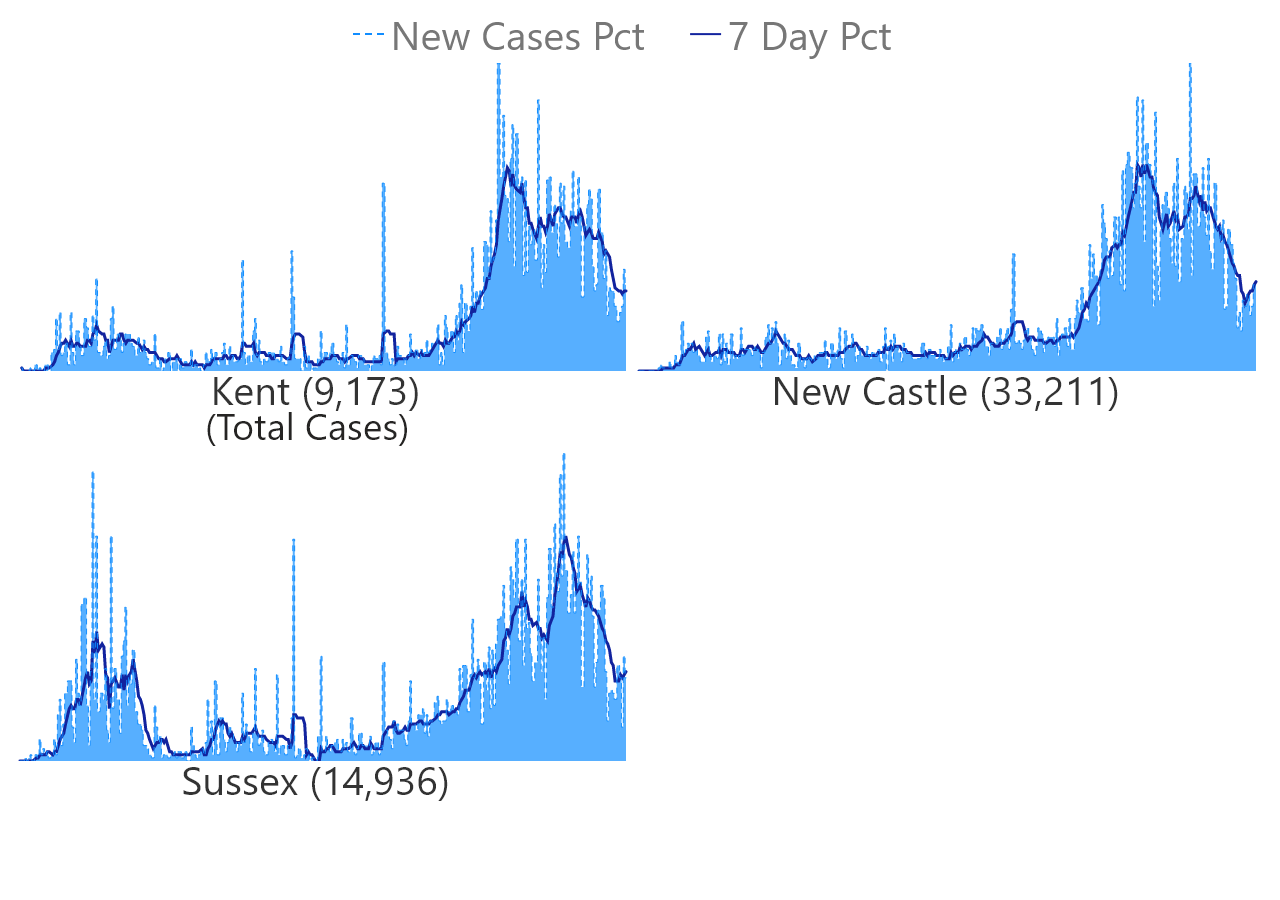 New Cases Pct 7 Day Pct
Kent (9,173)
(Total Cases)
New Castle (33,211)
Sussex (14,936)